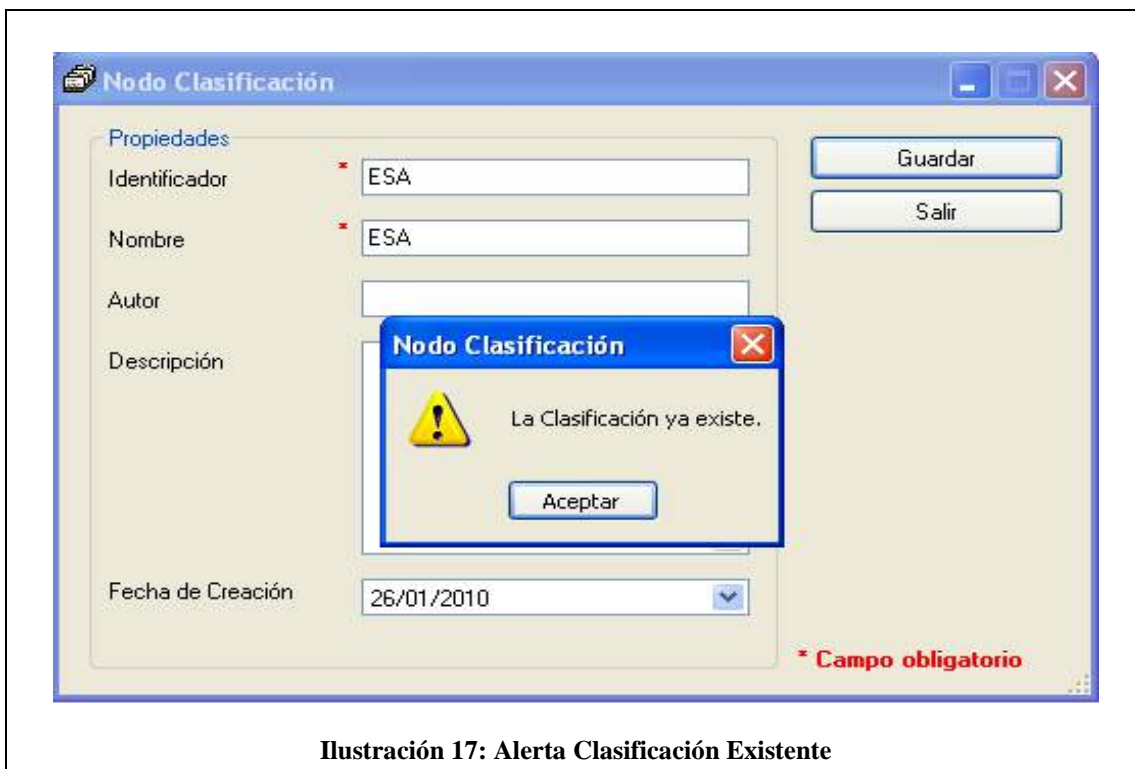 Nodo Clasificación
Propiedades
Identificador * ESA
Nombre * ESA
Autor
Descripción
Nodo Clasificación
La Clasificación ya existe.
Aceptar
Fecha de Creación 26/01/2010
Guardar
Salir
* Campo obligatorio
Ilustración 17: Alerta Clasificación Existente